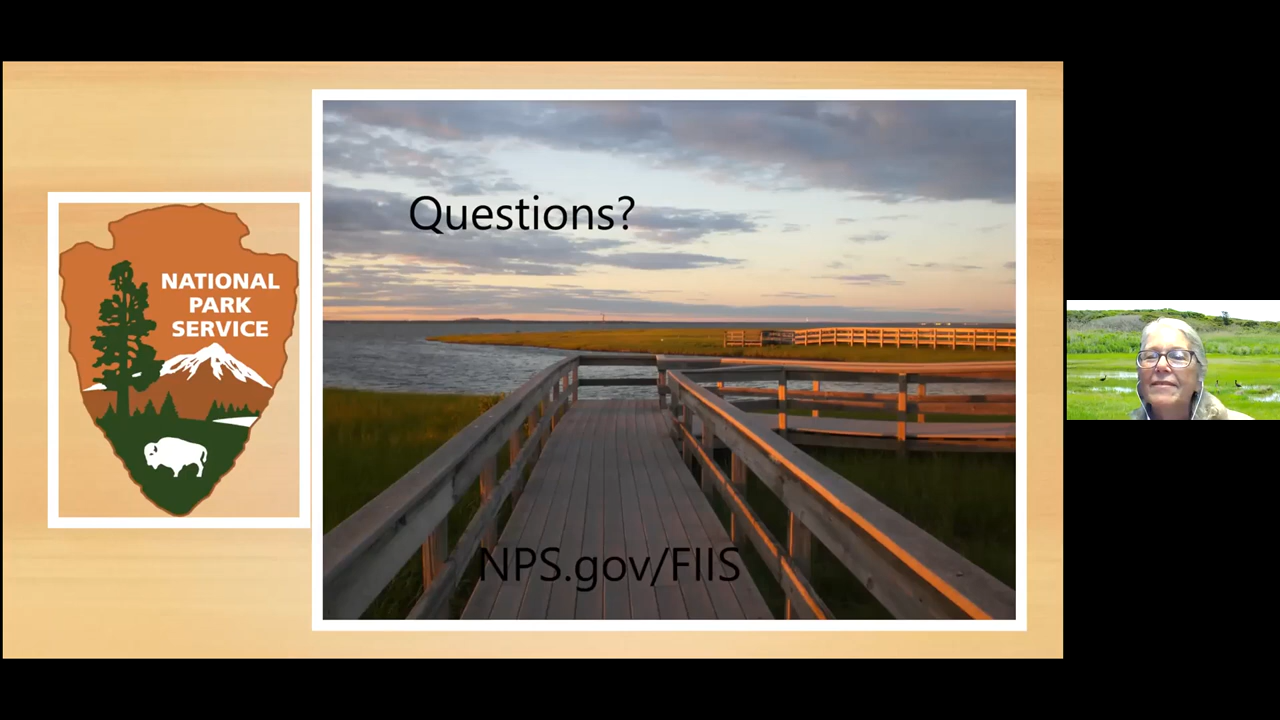 NATIONAL
PARK
SERVICE
Questions?
NPS.gov/FIIS